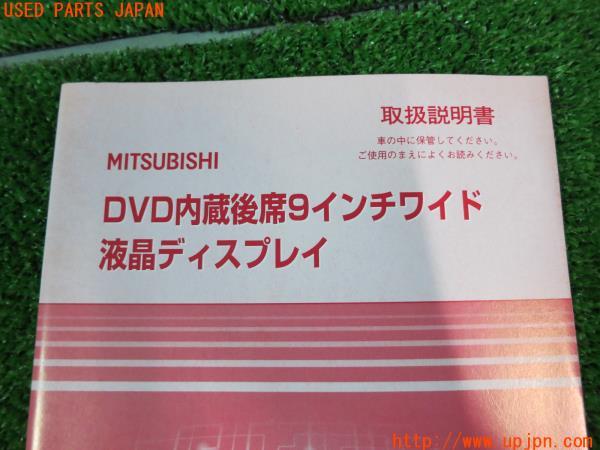 USED PARTS JAPAN
取扱説明書
車の中に保管してください。
ご使用のまえによくお読みください。
MITSUBISHI
DVD内蔵後席9インチワイド
液晶ディスプレイ
http://www.upjpn.com/